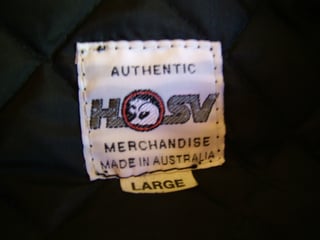 AUTHENTIC
HSV
MERCHANDISE
MADE IN AUSTRALIA
LARGE